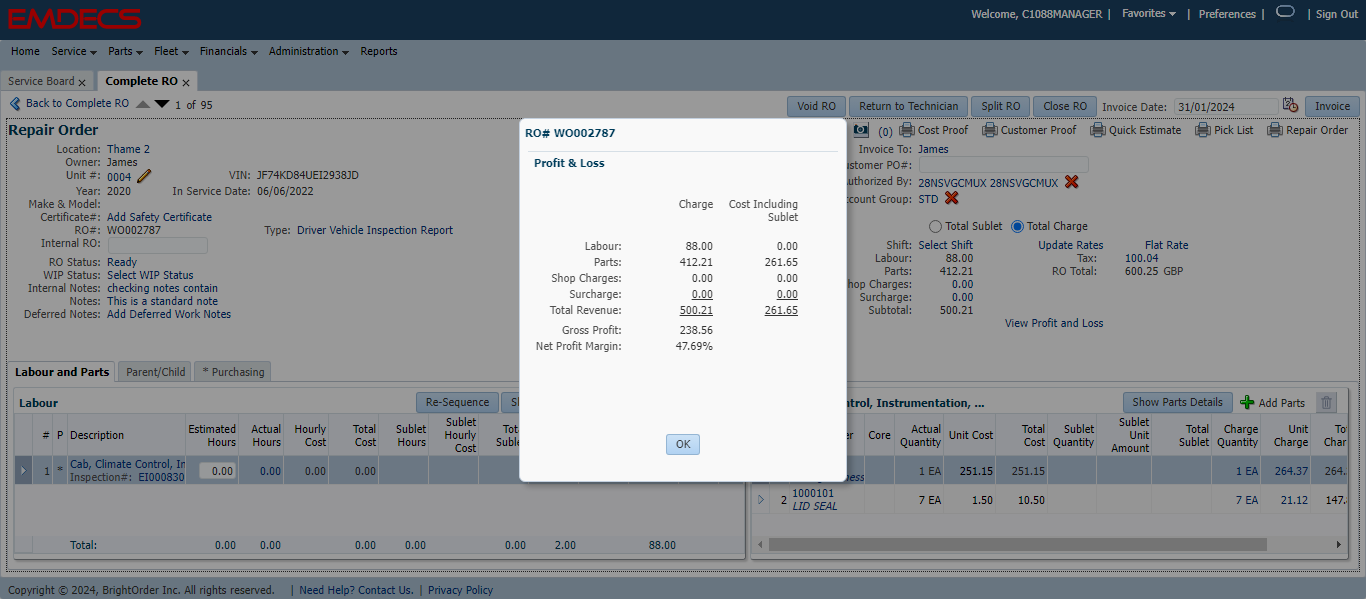 EMDECS
Welcome, C1088MANAGER | Favorites | Preferences | | Sign Out
Home Service Parts Fleet Financials Administration Reports
Service Board x Complete RO x
Back to Complete RO 1 of 95 Void RO Return to Technician Split RO Close RO Invoice Date: 31/01/2024 Invoice
Repair Order (0) Cost Proof Customer Proof Quick Estimate Pick List Repair Order
Location: Thame 2
Owner: James
Unit #: 0004 VIN: JF74KD84UEI2938JD
Year: 2020 In Service Date: 06/06/2022
Make & Model:
Certificate#: Add Safety Certificate
RO#: WO002787 Type: Driver Vehicle Inspection Report
Internal RO:
RO Status: Ready
WIP Status: Select WIP Status
Internal Notes: checking notes contain
Notes: This is a standard note
Deferred Notes: Add Deferred Work Notes
RO# WO002787
Profit & Loss
Charge Cost Including Sublet
Labour: 88.00 0.00
Parts: 412.21 261.65
Shop Charges: 0.00 0.00
Surcharge: 0.00 0.00
Total Revenue: 500.21 261.65
Gross Profit: 238.56
Net Profit Margin: 47.69%
OK
Invoice To: James
ustomer PO#:
uthorized By: 28NSVGCMUX 28NSVGCMUX
count Group: STD
Total Sublet Total Charge
Shift: Select Shift Update Rates Flat Rate
Labour: 88.00 Tax: 100.04
Parts: 412.21 RO Total: 600.25 GBP
hop Charges: 0.00
Surcharge: 0.00
Subtotal: 500.21
View Profit and Loss
Labour and Parts Parent/Child * Purchasing
Labour Re-Sequence
# P Description Estimated Hours Actual Hours Hourly Cost Total Cost Sublet Hours Sublet Hourly Cost
1 * Cab, Climate Control, In 0.00 0.00 0.00 0.00
Inspection#: EI000830
Total: 0.00 0.00 0.00 0.00 0.00 2.00 88.00
trol, Instrumentation, ... Show Parts Details Add Parts
er Core Actual Quantity Unit Cost Total Cost Sublet Quantity Sublet Unit Amount Total Sublet Charge Quantity Unit Charge
1 EA 251.15 251.15 1 EA 264.37 264.
ess
2 1000101 7 EA 1.50 10.50 7 EA 21.12 147.
LID SEAL
Copyright © 2024, BrightOrder Inc. All rights reserved. | Need Help? Contact Us. | Privacy Policy